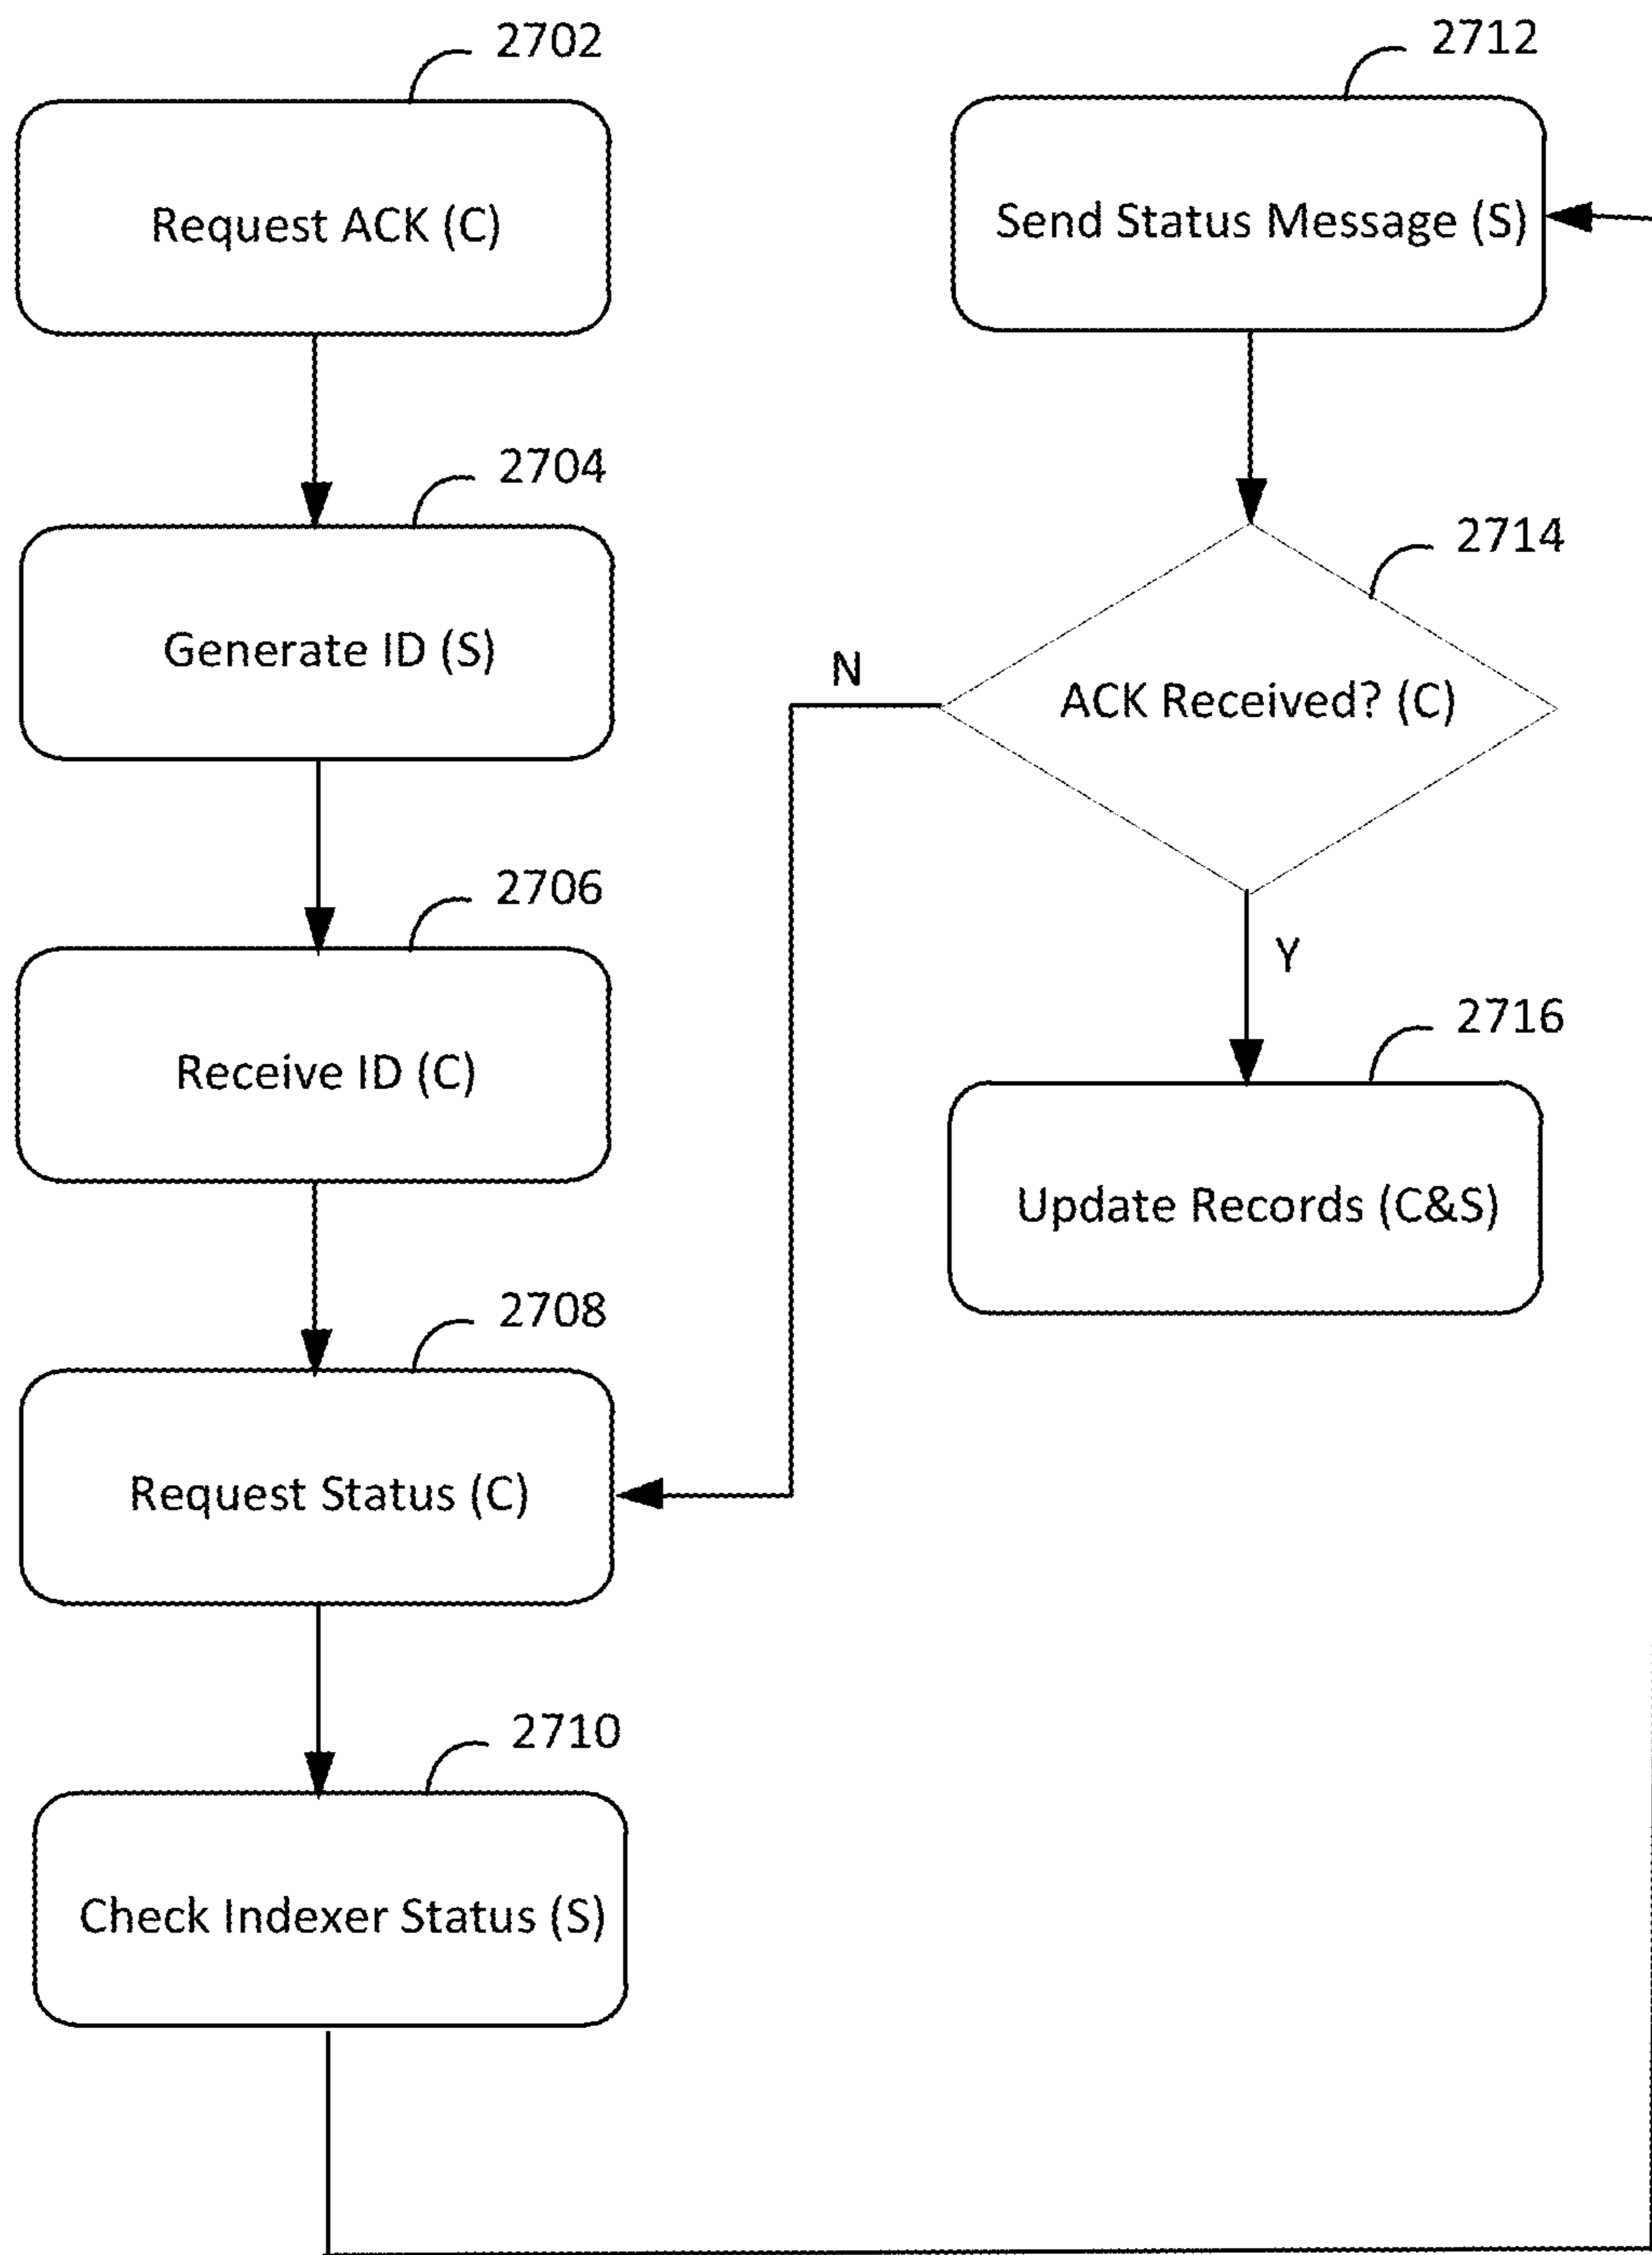 2702
Request ACK (C)
2704
Generate ID (S)
2706
Receive ID (C)
2708
Request Status (C)
2710
Check Indexer Status (S)
2712
Send Status Message (S)
2714
ACK Received? (C)
N
Y
2716
Update Records (C&S)